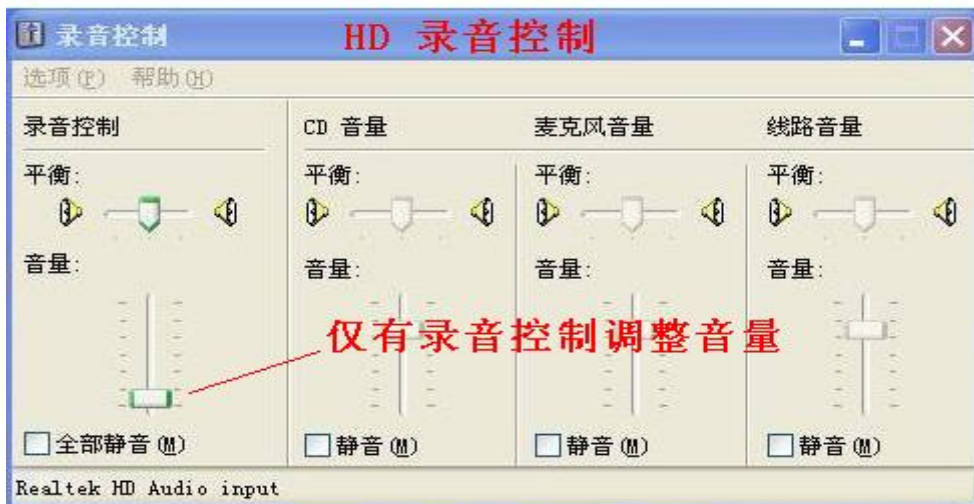 录音控制 HD 录音控制
选项(P) 帮助(H)
录音控制 CD 音量 麦克风音量 线路音量
平衡: 平衡: 平衡: 平衡:
音量: 音量: 音量: 音量:
仅有录音控制调整音量
全部静音(M) 静音(M) 静音(M) 静音(M)
Realtek HD Audio input